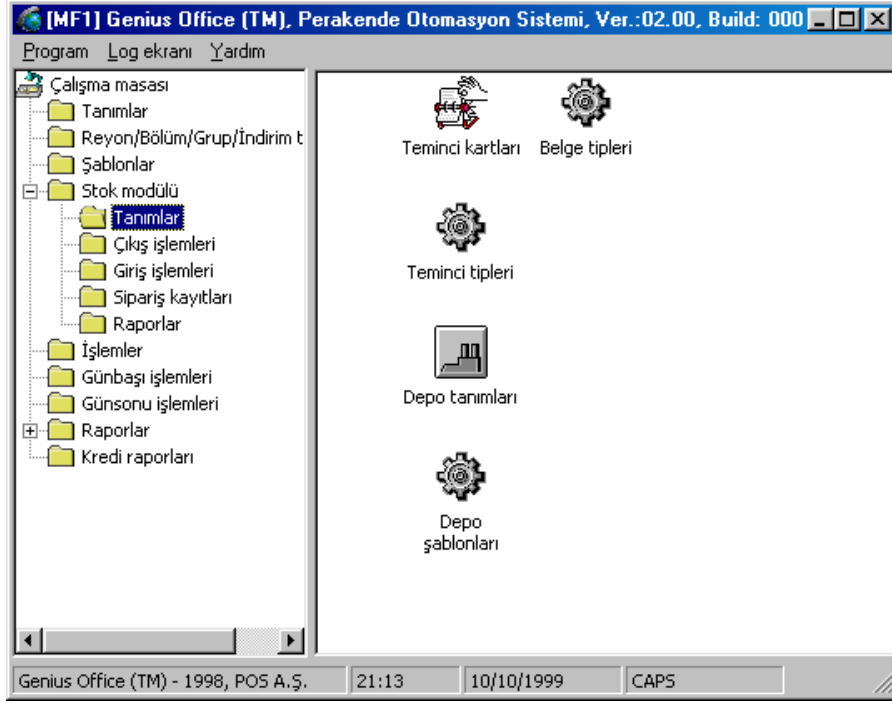 [MF1] Genius Office (TM), Perakende Otomasyon Sistemi, Ver.:02.00, Build: 000
Program Log ekranı Yardım
Çalışma masası
Tanımlar
Reyon/Bölüm/Grup/İndirim t
Şablonlar
Stok modülü
Tanımlar
Çıkış işlemleri
Giriş işlemleri
Sipariş kayıtları
Raporlar
İşlemler
Günbaşı işlemleri
Günsonu işlemleri
Raporlar
Kredi raporları
Teminci kartları Belge tipleri
Teminci tipleri
Depo tanımları
Depo
şablonları
Genius Office (TM) - 1998, POS A.Ş. 21:13 10/10/1999 CAPS